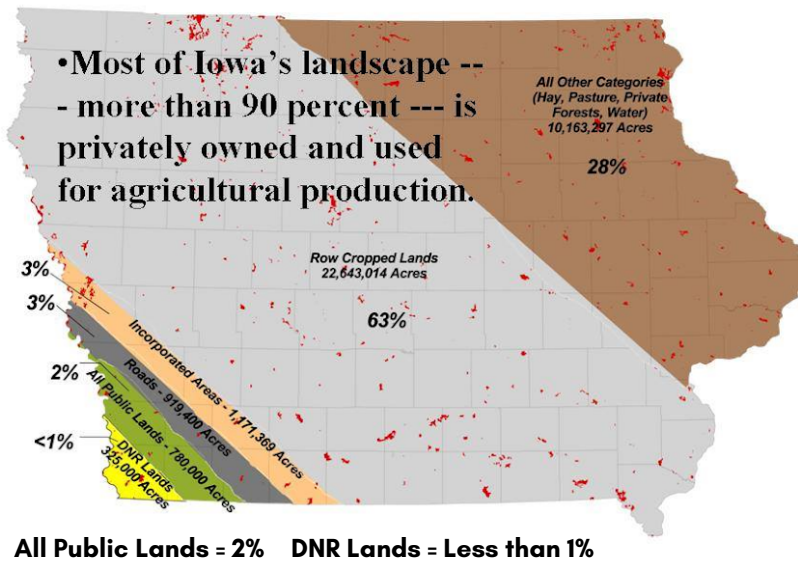 •Most of Iowa's landscape --
- more than 90 percent --- is
privately owned and used
for agricultural production.
All Other Categories
(Hay, Pasture, Private
Forests, Water)
10,163,297 Acres
28%
Row Cropped Lands
22,643,014 Acres
63%
3%
3%
2%
<1%
Incorporated Areas - 1,171,369 Acres
Roads - 919,400 Acres
All Public Lands - 780,000 Acres
DNR Lands
325,000 Acres
All Public Lands = 2% DNR Lands = Less than 1%